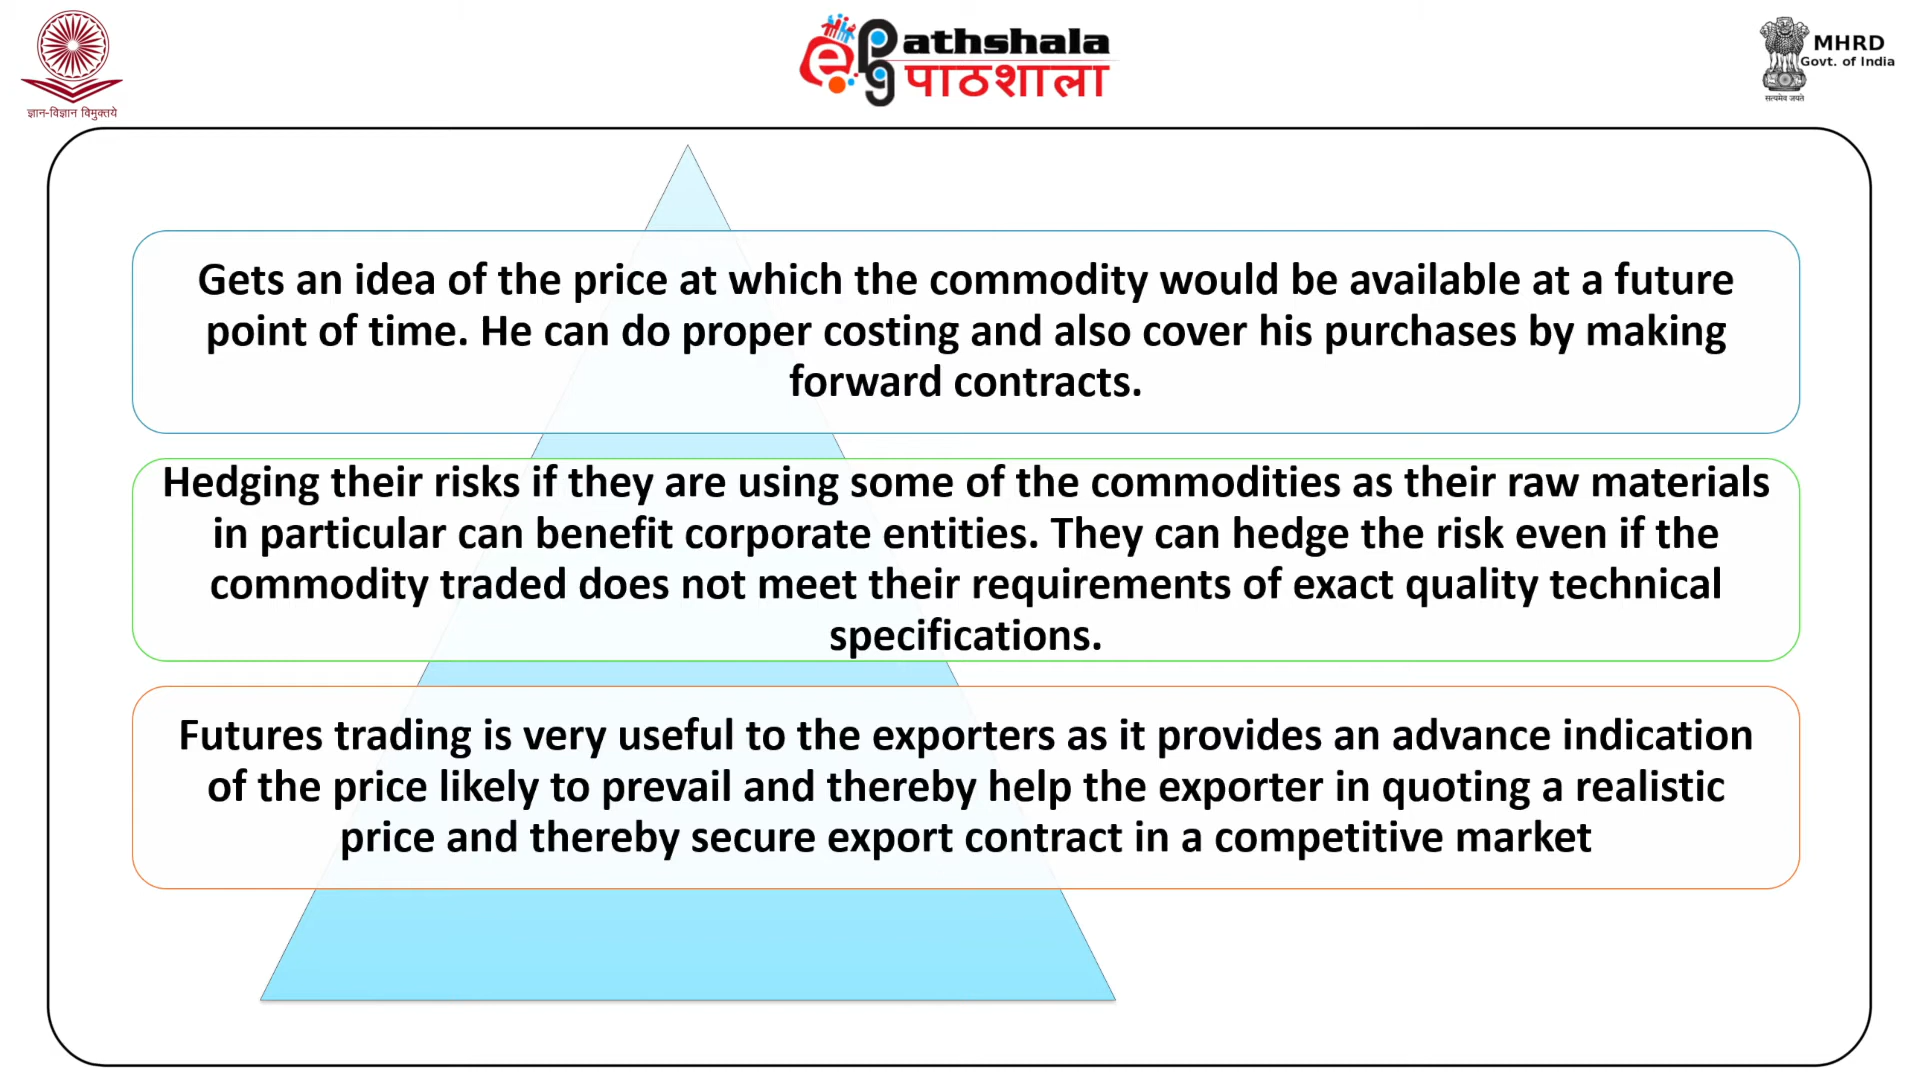 ज्ञान-विज्ञान विमुक्तये
e
pg
athshala
पाठशाला
MHRD
Govt. of India
सत्यमेव जयते
Gets an idea of the price at which the commodity would be available at a future
point of time. He can do proper costing and also cover his purchases by making
forward contracts.
Hedging their risks if they are using some of the commodities as their raw materials
in particular can benefit corporate entities. They can hedge the risk even if the
commodity traded does not meet their requirements of exact quality technical
specifications.
Futures trading is very useful to the exporters as it provides an advance indication
of the price likely to prevail and thereby help the exporter in quoting a realistic
price and thereby secure export contract in a competitive market